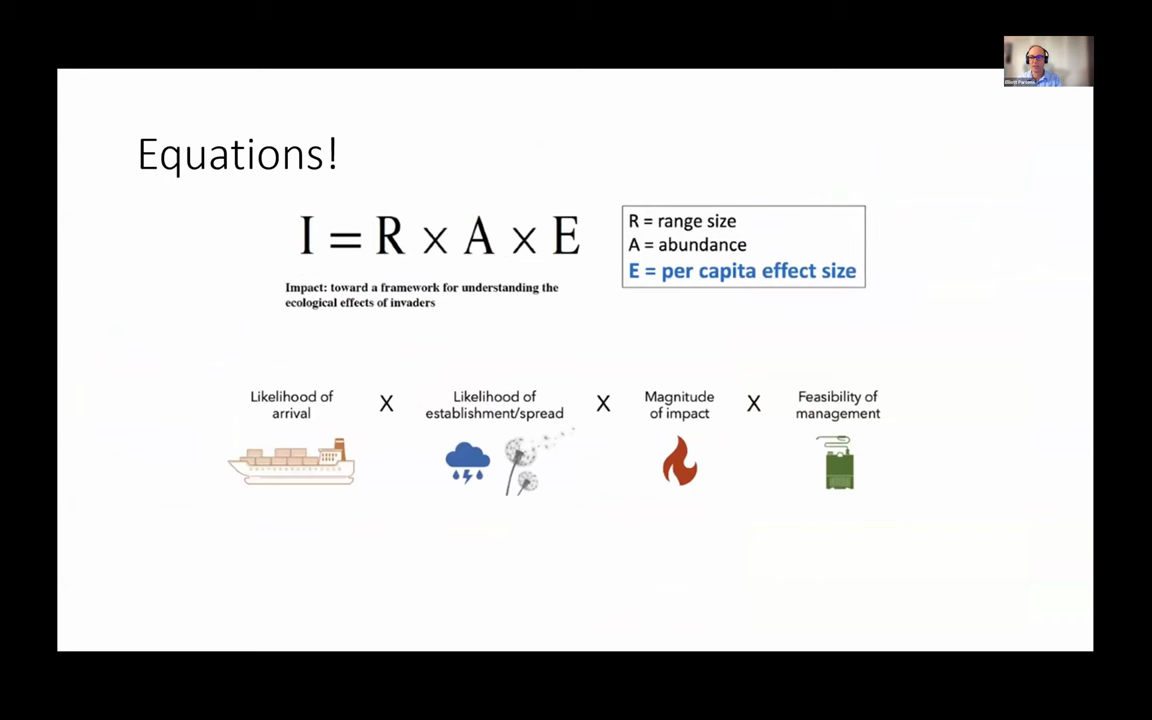 Equations!
I = R × A × E
R = range size
A = abundance
E = per capita effect size
Impact: toward a framework for understanding the
ecological effects of invaders
Likelihood of
arrival
X
Likelihood of
establishment/spread
X
Magnitude
of impact
X
Feasibility of
management